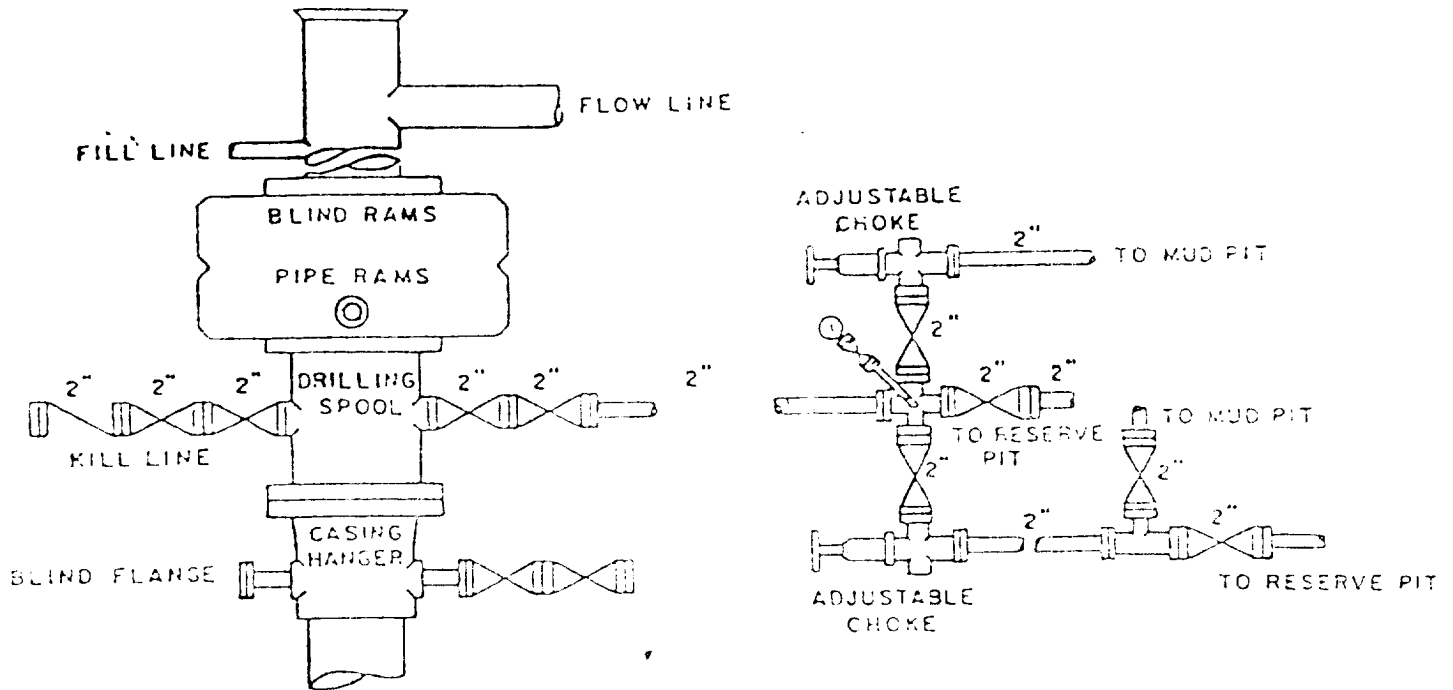 FLOW LINE
FILL LINE
BLIND RAMS
PIPE RAMS
2" 2" 2"
DRILLING
SPOOL
2" 2" 2"
KILL LINE
CASING
HANGER
BLIND FLANGE
ADJUSTABLE
CHOKE
2"
TO MUD PIT
2"
2" 2"
TO RESERVE
PIT
TO MUD PIT
2"
2"
2"
2"
TO RESERVE PIT
ADJUSTABLE
CHOKE